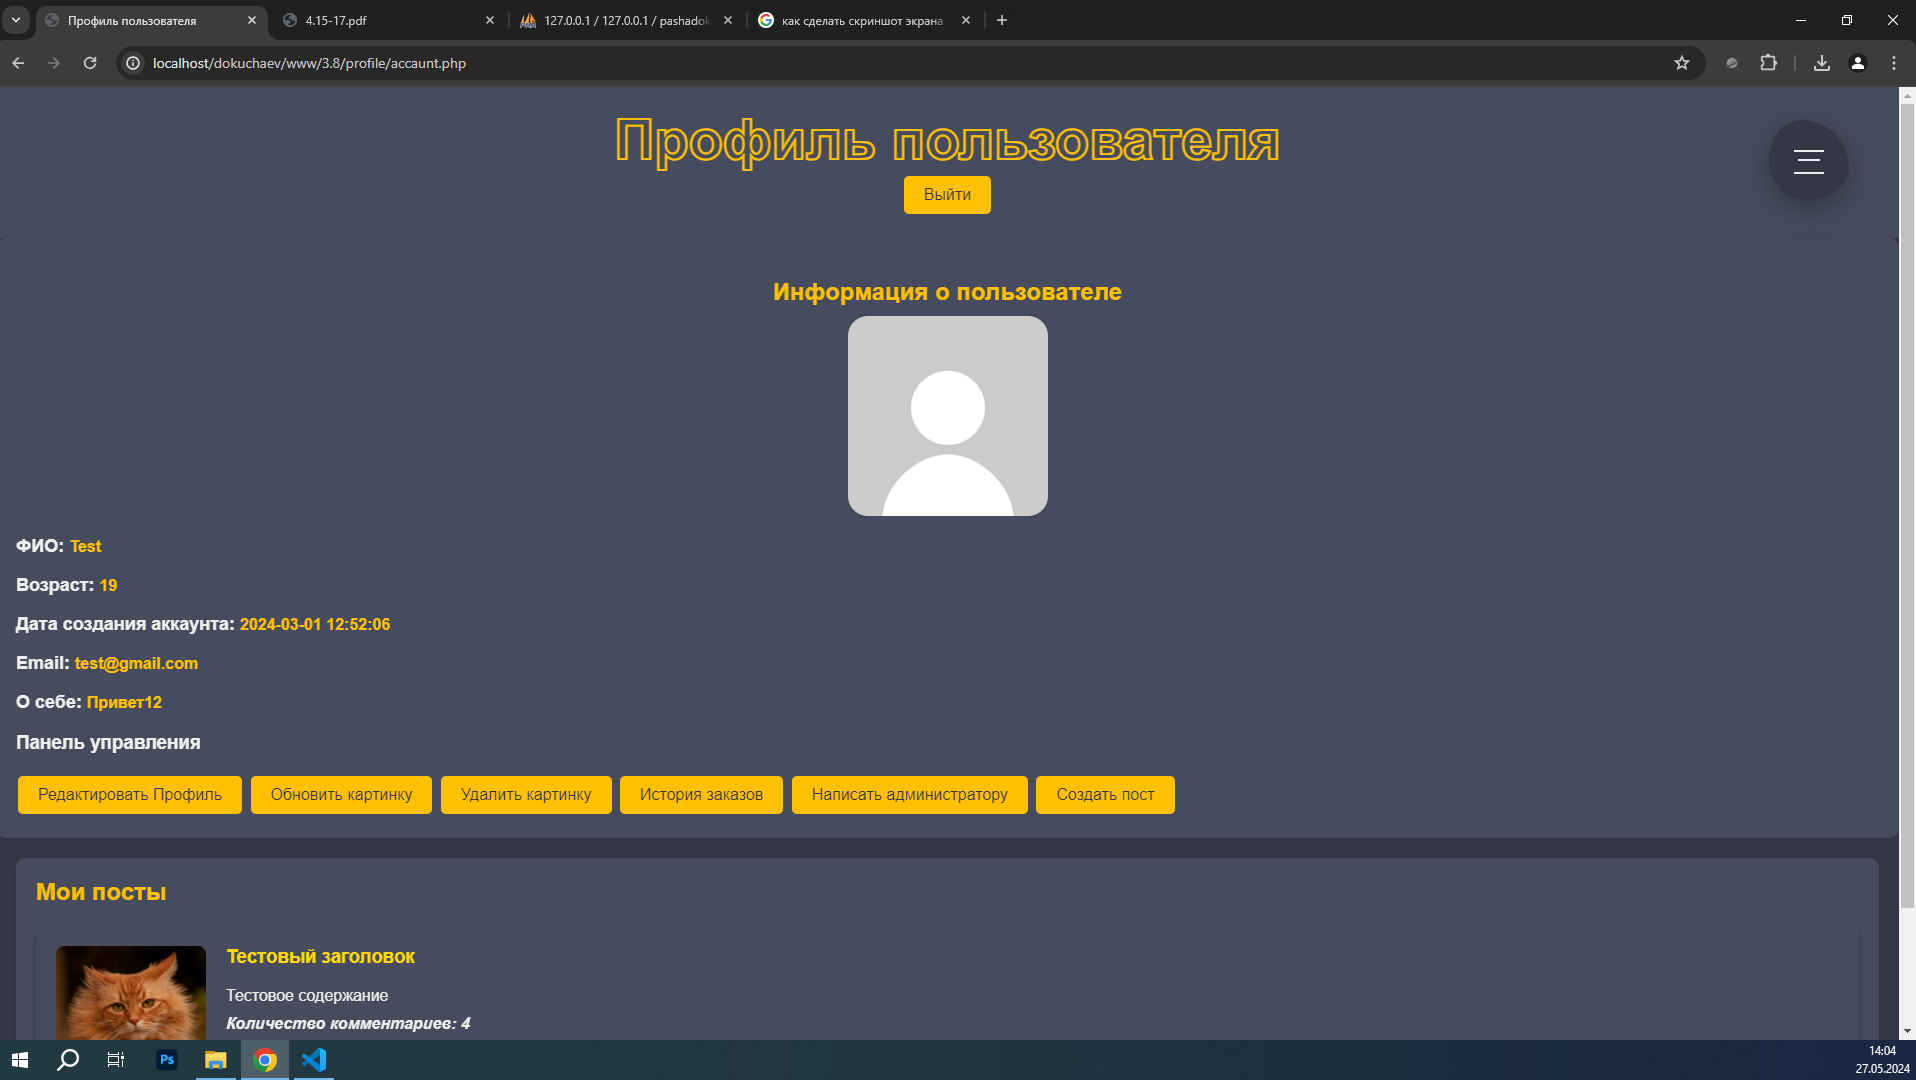 Профиль пользователя
4.15-17.pdf
127.0.0.1 / 127.0.0.1 / pashadok
как сделать скриншот экрана
localhost/dokuchaev/www/3.8/profile/accaunt.php
Профиль пользователя
Выйти
Информация о пользователе
ФИО: Test
Возраст: 19
Дата создания аккаунта: 2024-03-01 12:52:06
Email: test@gmail.com
О себе: Привет12
Панель управления
Редактировать Профиль
Обновить картинку
Удалить картинку
История заказов
Написать администратору
Создать пост
Мои посты
Тестовый заголовок
Тестовое содержание
Количество комментариев: 4
Ps
14:04
27.05.2024